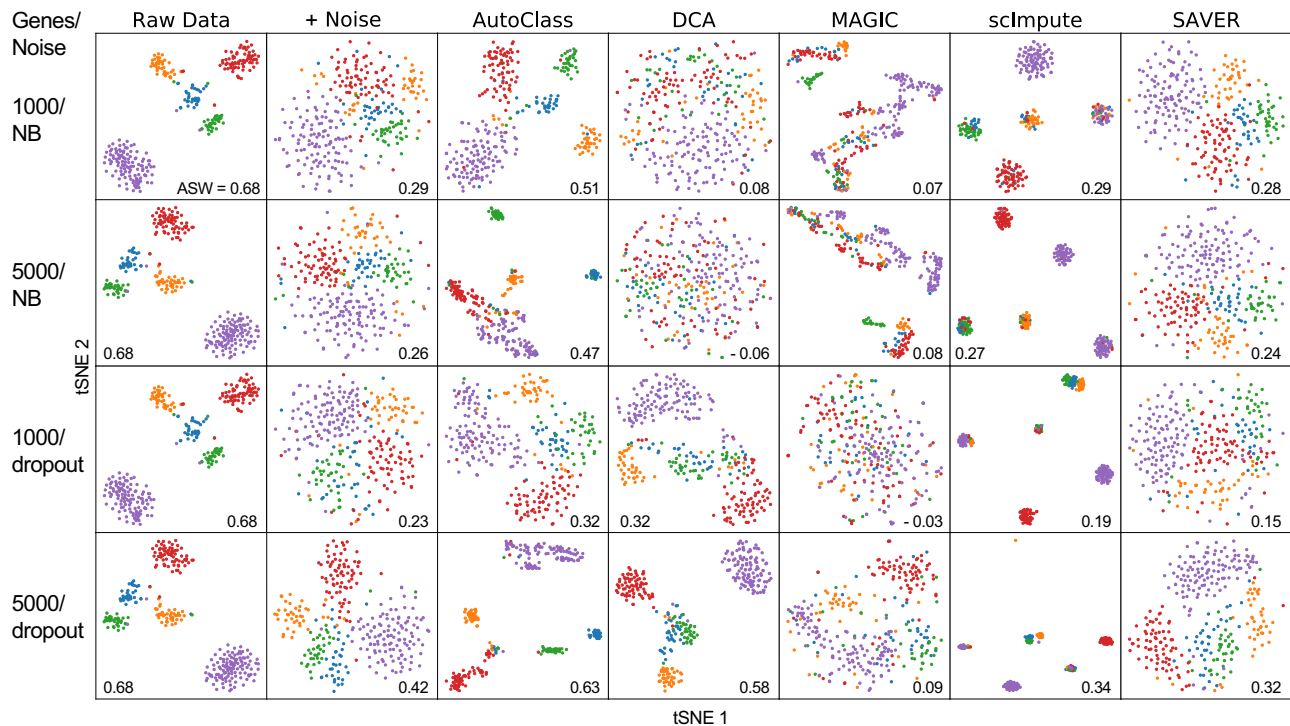 Genes/
Noise
Raw Data
+ Noise
AutoClass
DCA
MAGIC
scImpute
SAVER
1000/
NB
ASW = 0.68
0.29
0.51
0.08
0.07
0.29
0.28
5000/
NB
0.68
0.26
0.47
- 0.06
0.08
0.27
0.24
1000/
dropout
0.68
0.23
0.32
0.32
- 0.03
0.19
0.15
5000/
dropout
0.68
0.42
0.63
0.58
0.09
0.34
0.32
tSNE 2
tSNE 1